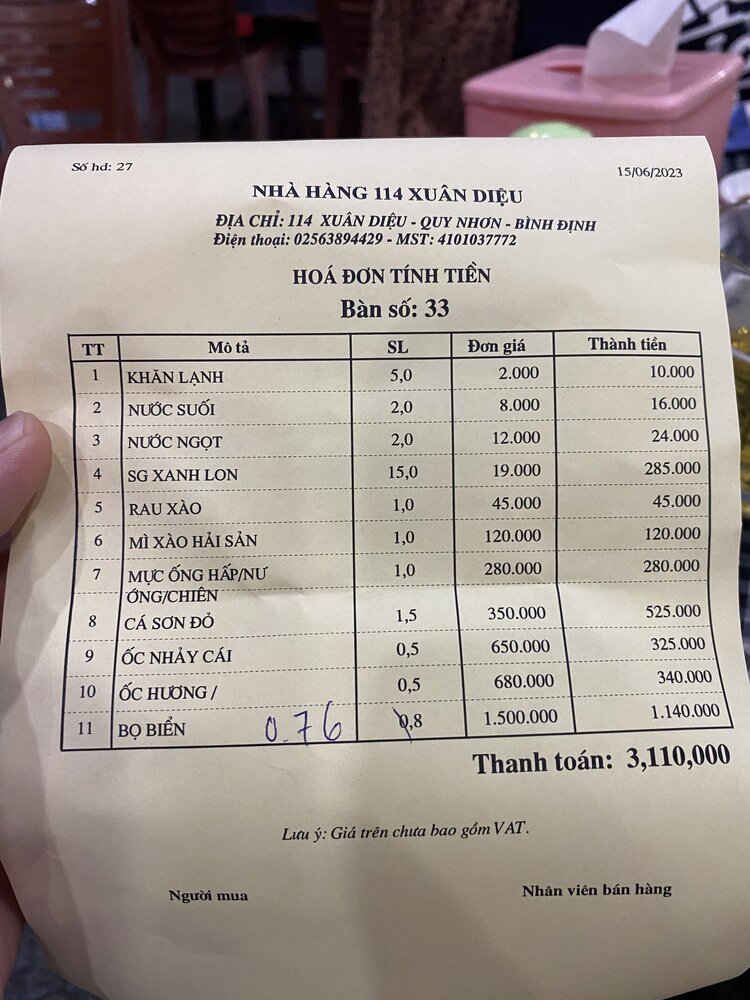 Số hd: 27 15/06/2023
NHÀ HÀNG 114 XUÂN DIỆU
ĐỊA CHỈ: 114 XUÂN DIỆU - QUY NHƠN - BÌNH ĐỊNH
Điện thoại: 02563894429 - MST: 4101037772
HOÁ ĐƠN TÍNH TIỀN
Bàn số: 33
TT Mô tả SL Đơn giá Thành tiền
1 KHĂN LẠNH 5,0 2.000 10.000
2 NƯỚC SUỐI 2,0 8.000 16.000
3 NƯỚC NGỌT 2,0 12.000 24.000
4 SG XANH LON 15,0 19.000 285.000
5 RAU XÀO 1,0 45.000 45.000
6 MÌ XÀO HẢI SẢN 1,0 120.000 120.000
7 MỰC ỐNG HẤP/NƯ 1,0 280.000 280.000
ỚNG/CHIÊN
8 CÁ SƠN ĐỎ 1,5 350.000 525.000
9 ỐC NHẢY CÁI 0,5 650.000 325.000
10 ỐC HƯƠNG / 0,5 680.000 340.000
11 BỌ BIỂN 0.76 0,8 1.500.000 1.140.000
Thanh toán: 3,110,000
Lưu ý: Giá trên chưa bao gồm VAT.
Người mua Nhân viên bán hàng